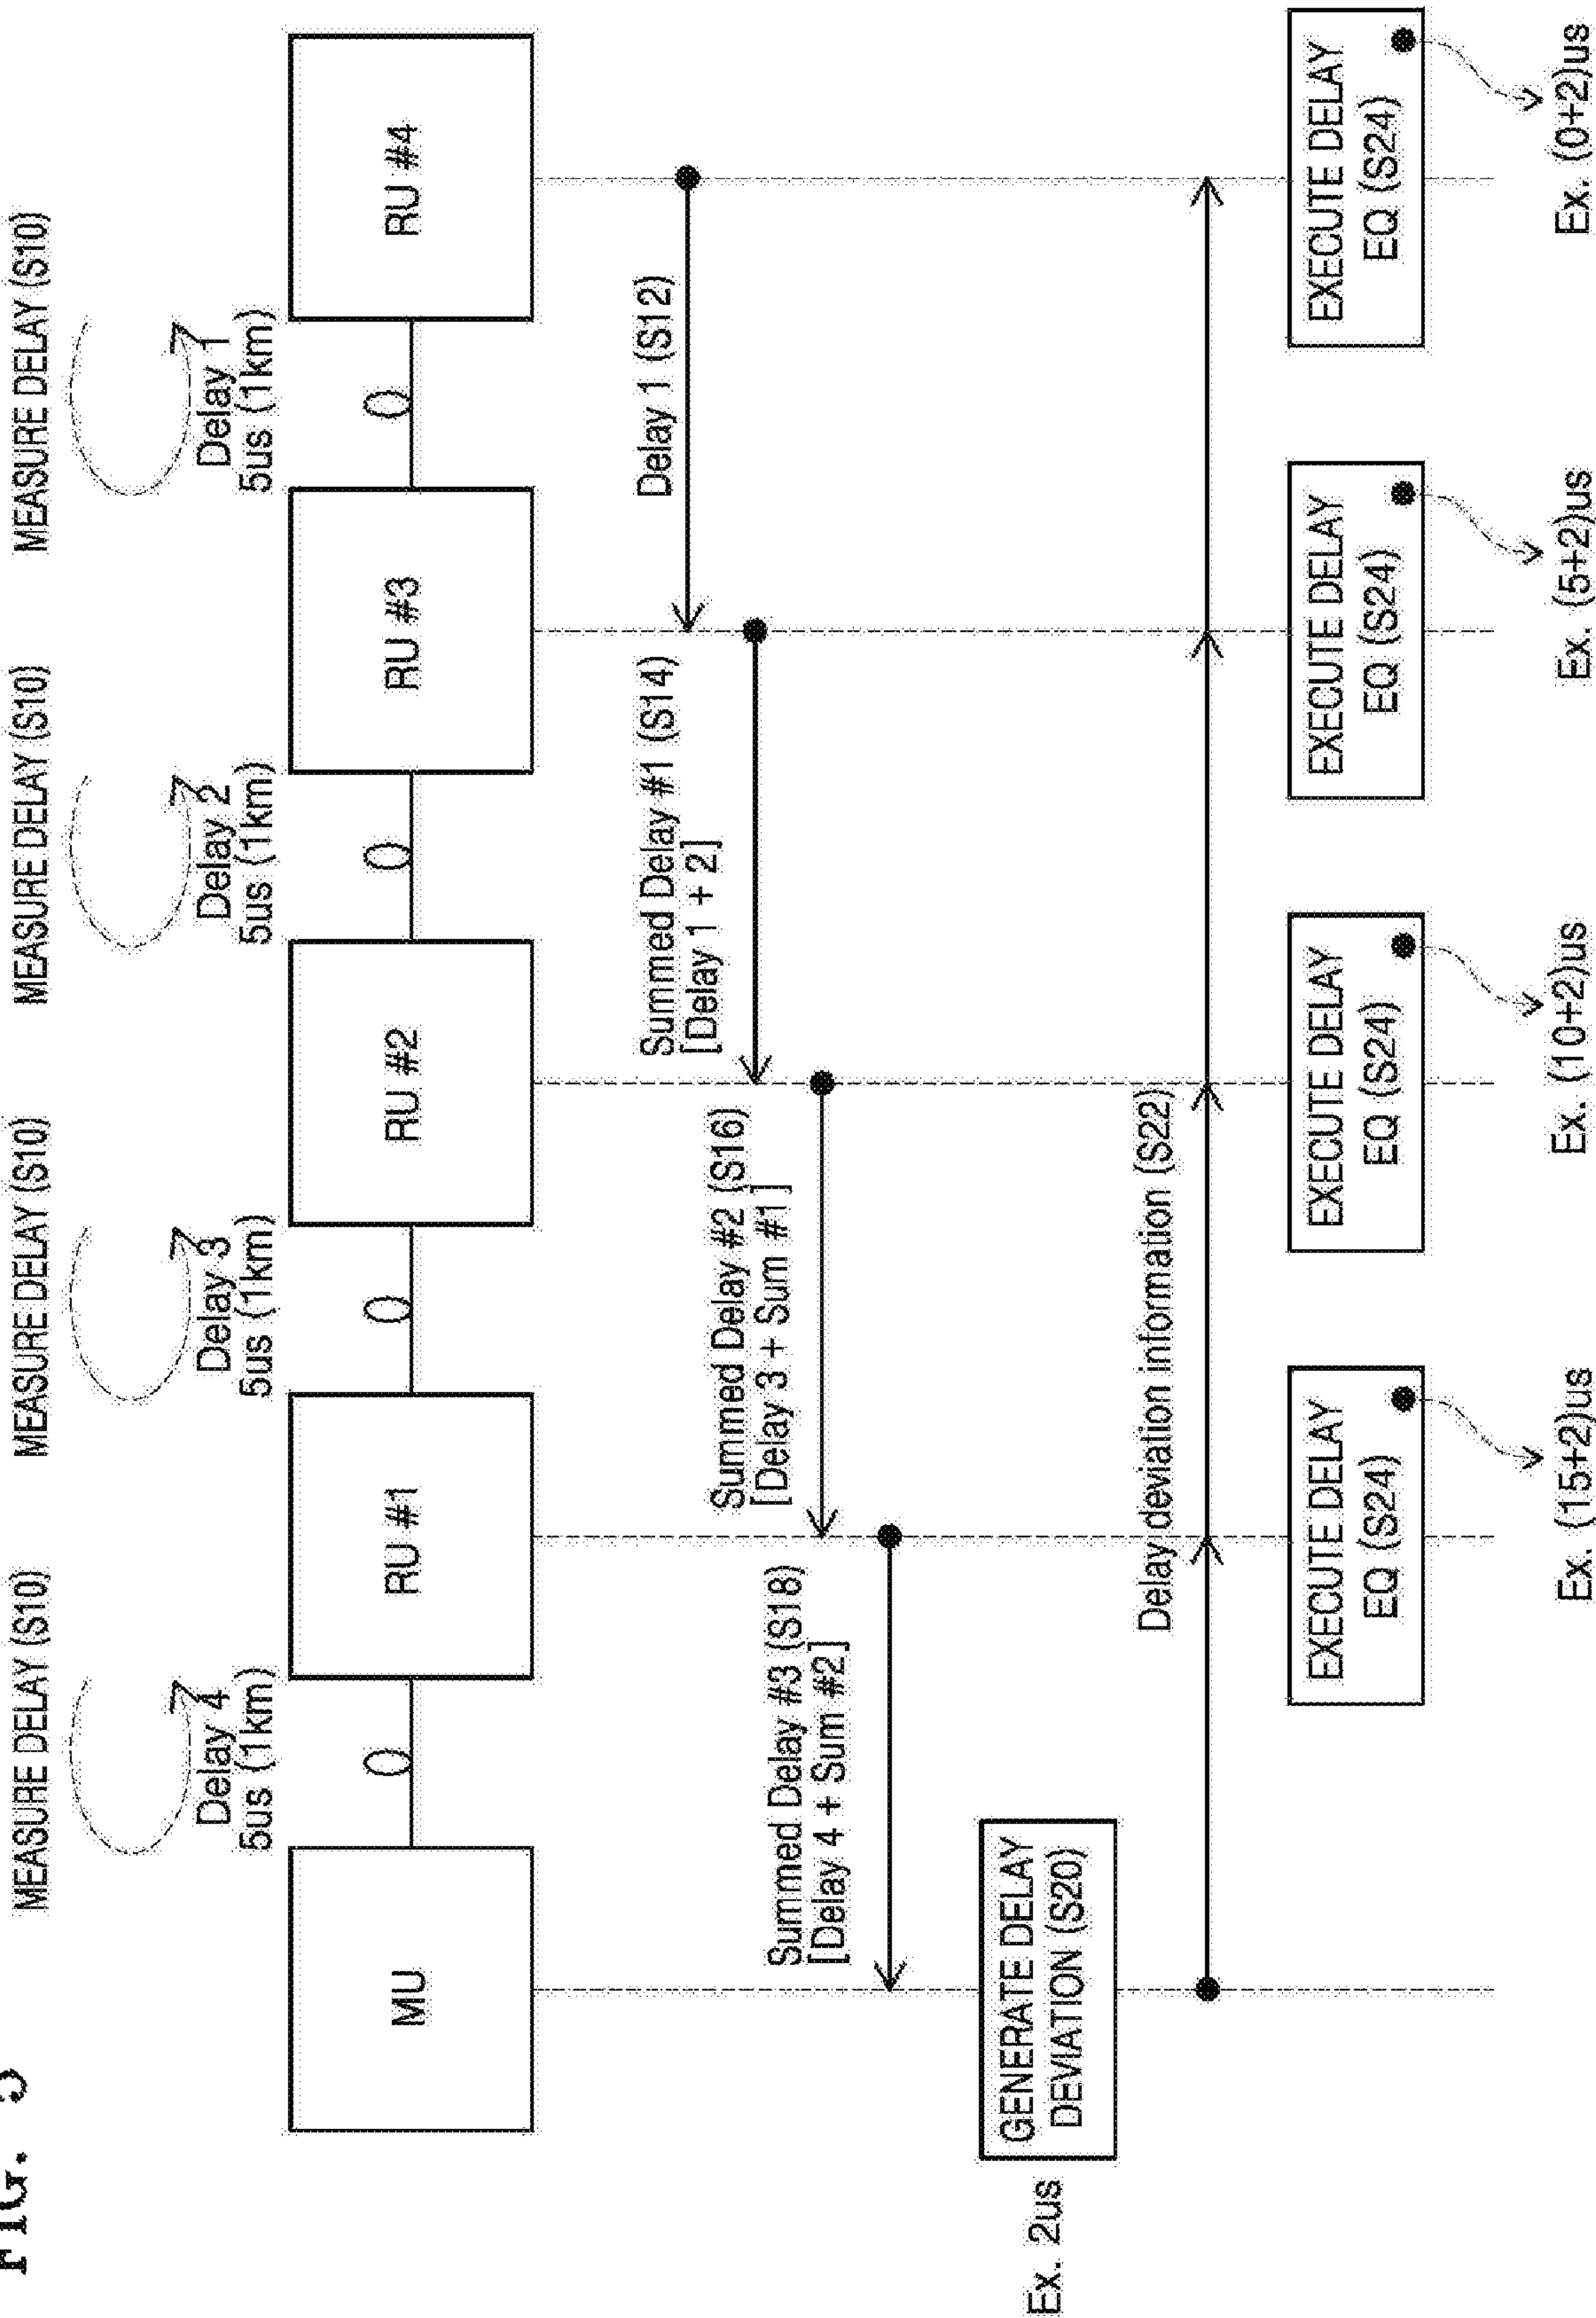 FIG. 3
MEASURE DELAY (S10)
MEASURE DELAY (S10)
MEASURE DELAY (S10)
MEASURE DELAY (S10)
Delay 4
5us (1km)
Delay 3
5us (1km)
Delay 2
5us (1km)
Delay 1
5us (1km)
MU
RU #1
RU #2
RU #3
RU #4
Delay 1 (S12)
Summed Delay #1 (S14)
[Delay 1 + 2]
Summed Delay #2 (S16)
[Delay 3 + Sum #1]
Summed Delay #3 (S18)
[Delay 4 + Sum #2]
Ex. 2us
GENERATE DELAY
DEVIATION (S20)
Delay deviation information (S22)
EXECUTE DELAY
EQ (S24)
EXECUTE DELAY
EQ (S24)
EXECUTE DELAY
EQ (S24)
EXECUTE DELAY
EQ (S24)
Ex. (15+2)us
Ex. (10+2)us
Ex. (5+2)us
Ex. (0+2)us